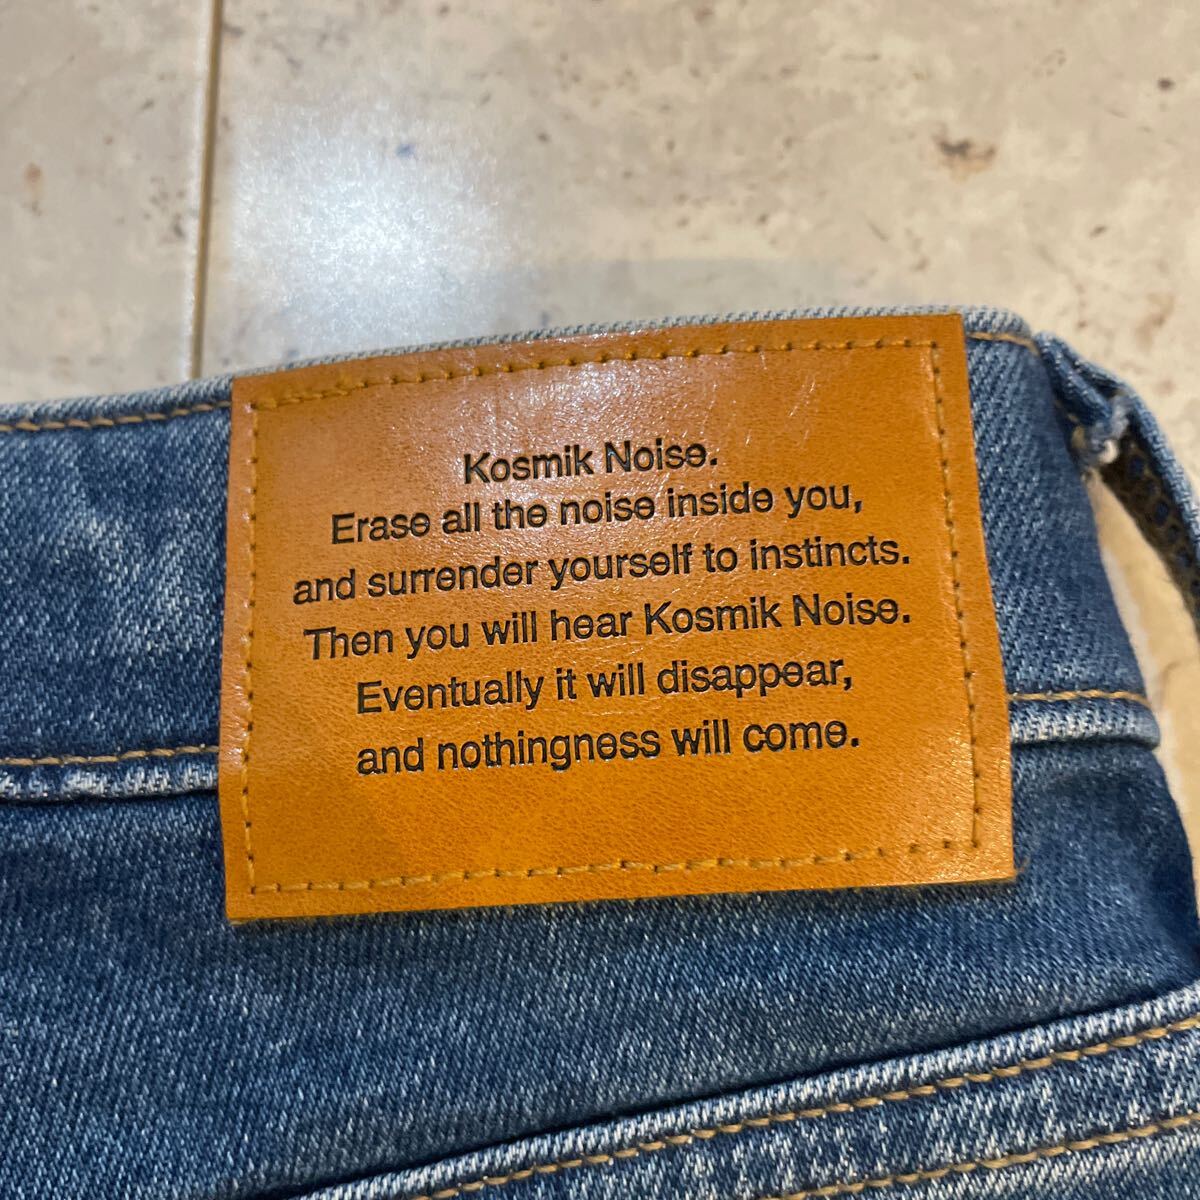 Kosmik Noise.
Erase all the noise inside you,
and surrender yourself to instincts.
Then you will hear Kosmik Noise.
Eventually it will disappear,
and nothingness will come.